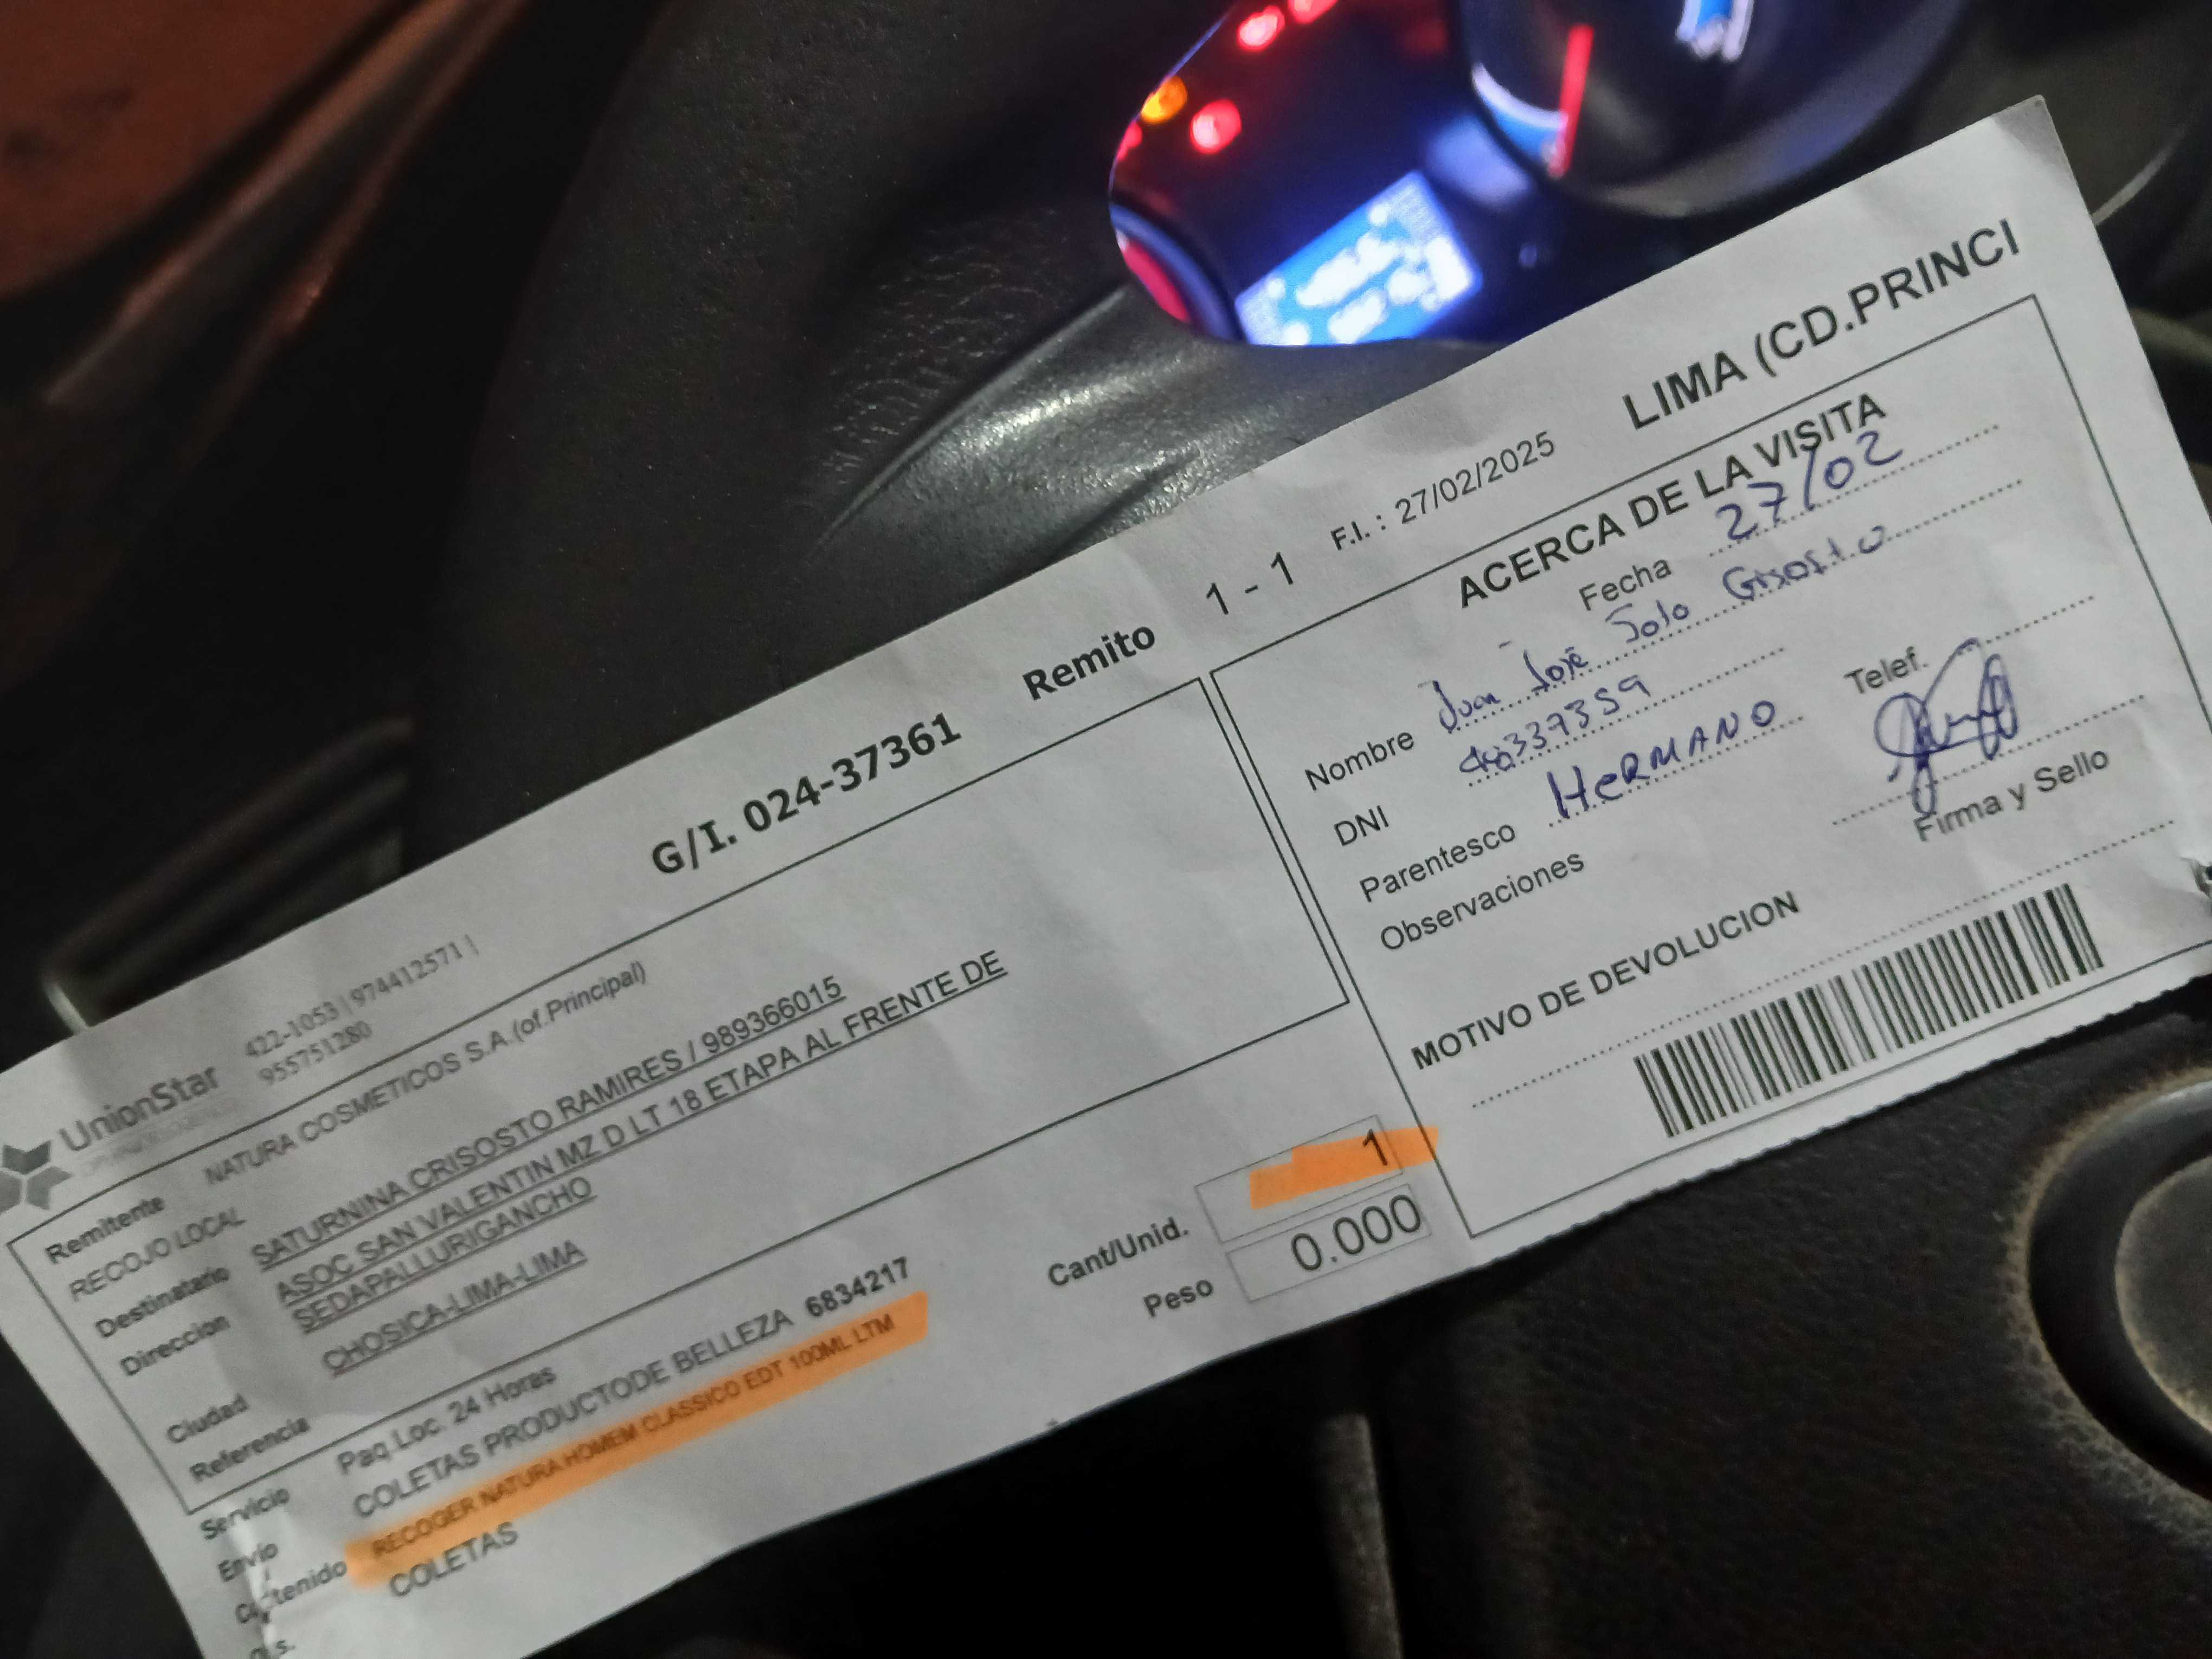 UnionStar 422-1053 | 974412571 |
955751280
G/I. 024-37361 Remito 1 - 1 F.I. : 27/02/2025 LIMA (CD.PRINCI
Remitente NATURA COSMETICOS S.A.(of.Principal)
RECOJO LOCAL
Destinatario SATURNINA CRISOSTO RAMIRES / 989366015
Direccion ASOC SAN VALENTIN MZ D LT 18 ETAPA AL FRENTE DE
SEDAPALLURIGANCHO
Ciudad CHOSICA-LIMA-LIMA
Referencia
Servicio Paq Loc. 24 Horas
Envio COLETAS PRODUCTODE BELLEZA 6834217
RECOGER NATURA HOMEM CLASSICO EDT 100ML LTM
COLETAS
Cant/Unid. 1
Peso 0.000
ACERCA DE LA VISITA
Fecha 27/02
Nombre Juan José Soto
DNI
Parentesco HERMANO
Telef.
Observaciones
Firma y Sello
MOTIVO DE DEVOLUCION